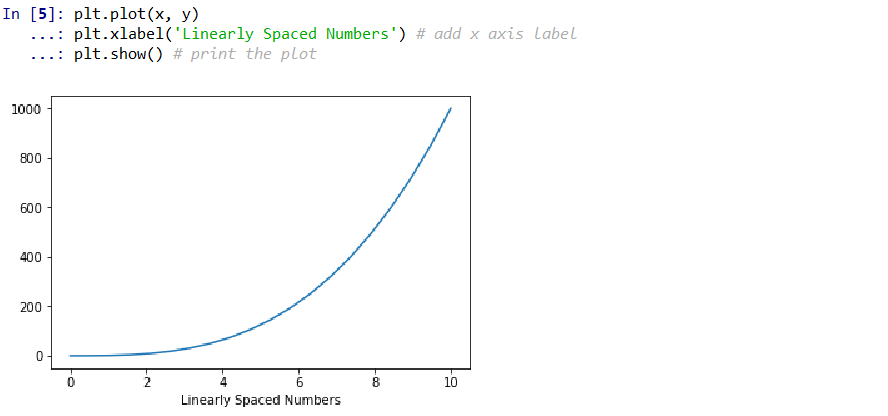 In [5]: plt.plot(x, y)
...: plt.xlabel('Linearly Spaced Numbers') # add x axis label
...: plt.show() # print the plot
1000
800
600
400
200
0
0 2 4 6 8 10
Linearly Spaced Numbers